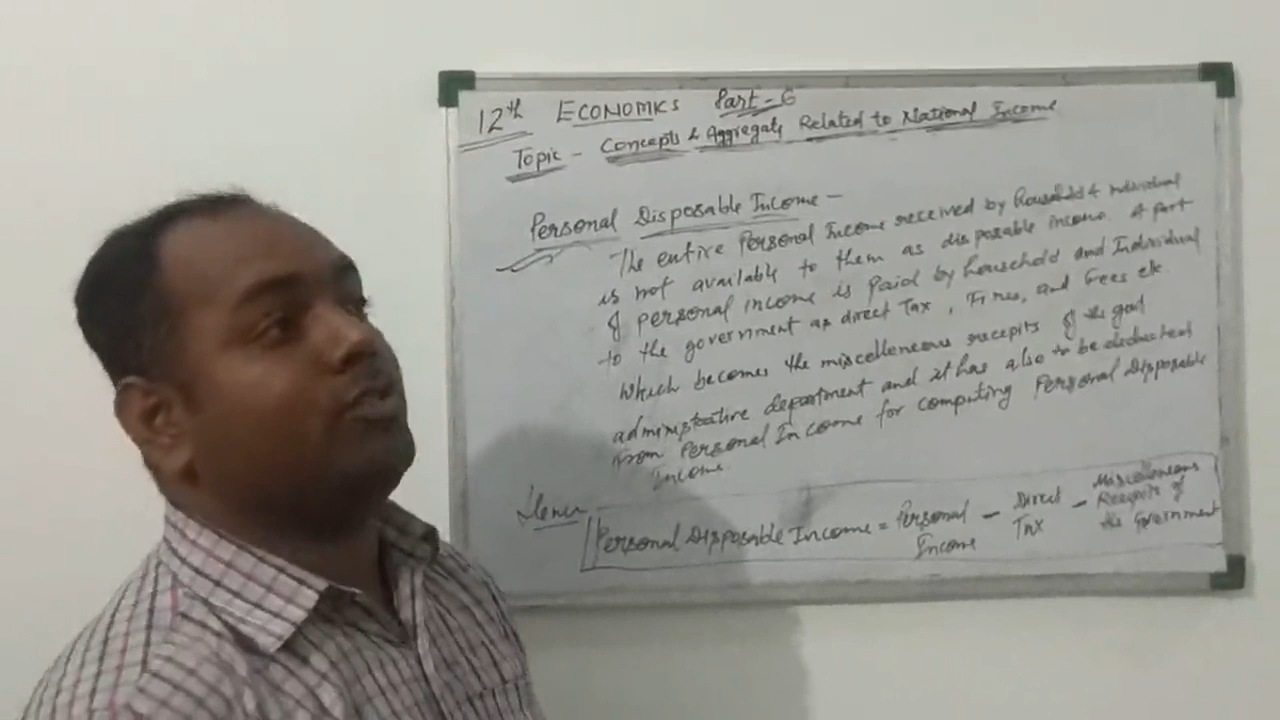 12th ECONOMICS Part-6
Topic - Concepts & Aggregates Related to National Income
Personal Disposable Income -
The entire Personal Income received by household & individual
is not available to them as disposable income. A part
of personal income is paid by household and Individual
to the government as direct Tax, Fines, and Fees etc.
which becomes the miscellaneous receipts of the govt
administrative department and it has also to be deducted
from Personal Income for computing Personal Disposable
Income.
Hence
Personal Disposable Income = Personal Income - Direct Tax - Miscellaneous Receipts of the Government